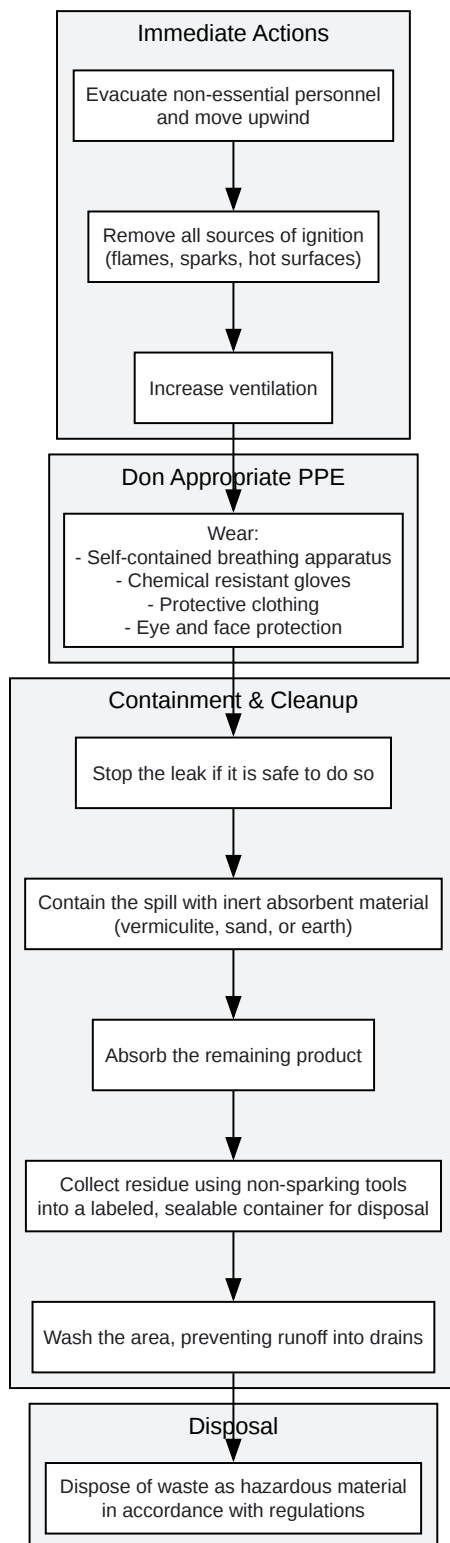 Immediate Actions
Evacuate non-essential personnel
and move upwind
Remove all sources of ignition
(flames, sparks, hot surfaces)
Increase ventilation
Don Appropriate PPE
Wear:
- Self-contained breathing apparatus
- Chemical resistant gloves
- Protective clothing
- Eye and face protection
Containment & Cleanup
Stop the leak if it is safe to do so
Contain the spill with inert absorbent material
(vermiculite, sand, or earth)
Absorb the remaining product
Collect residue using non-sparking tools
into a labeled, sealable container for disposal
Wash the area, preventing runoff into drains
Disposal
Dispose of waste as hazardous material
in accordance with regulations